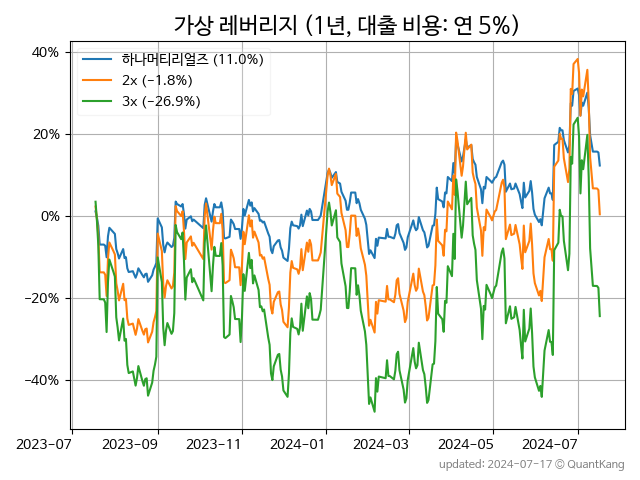 가상 레버리지 (1년, 대출 비용: 연 5%)
하나머티리얼즈 (11.0%)
2x (−1.8%)
3x (−26.9%)
40%
20%
0%
−20%
−40%
2023-07 2023-09 2023-11 2024-01 2024-03 2024-05 2024-07
updated: 2024-07-17 © QuantKang